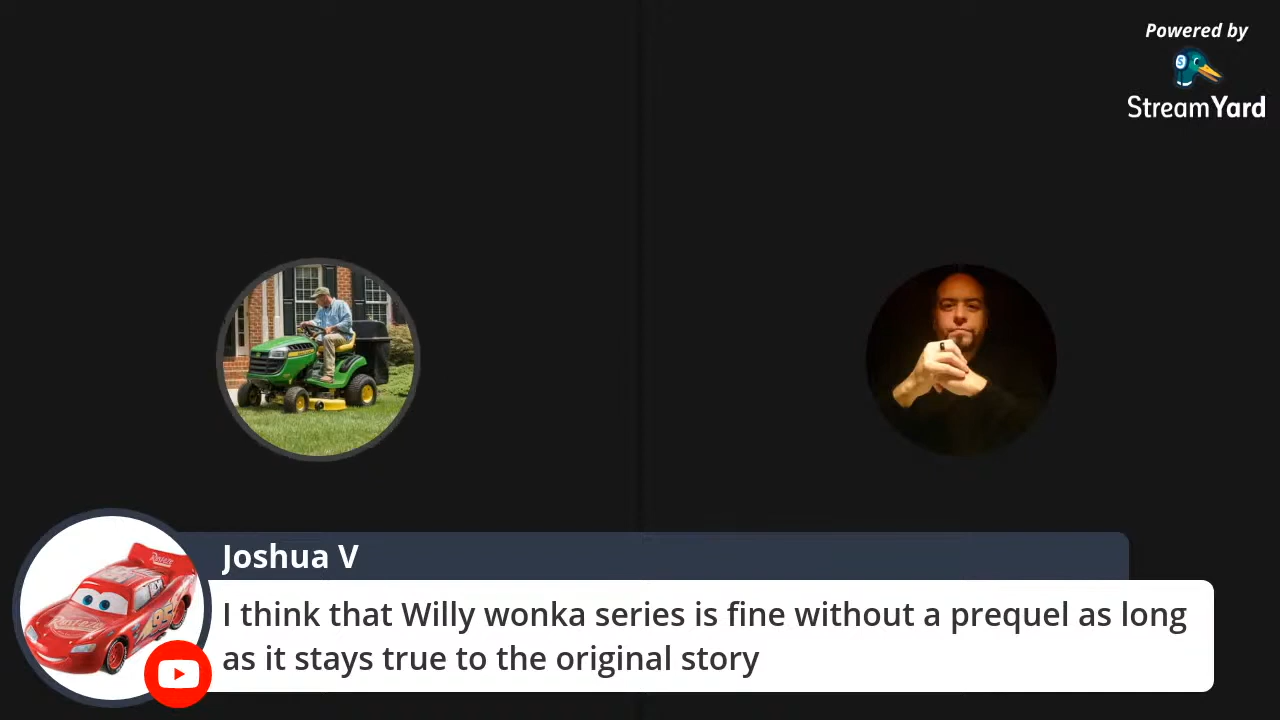 Powered by
StreamYard
Joshua V
I think that Willy wonka series is fine without a prequel as long
as it stays true to the original story